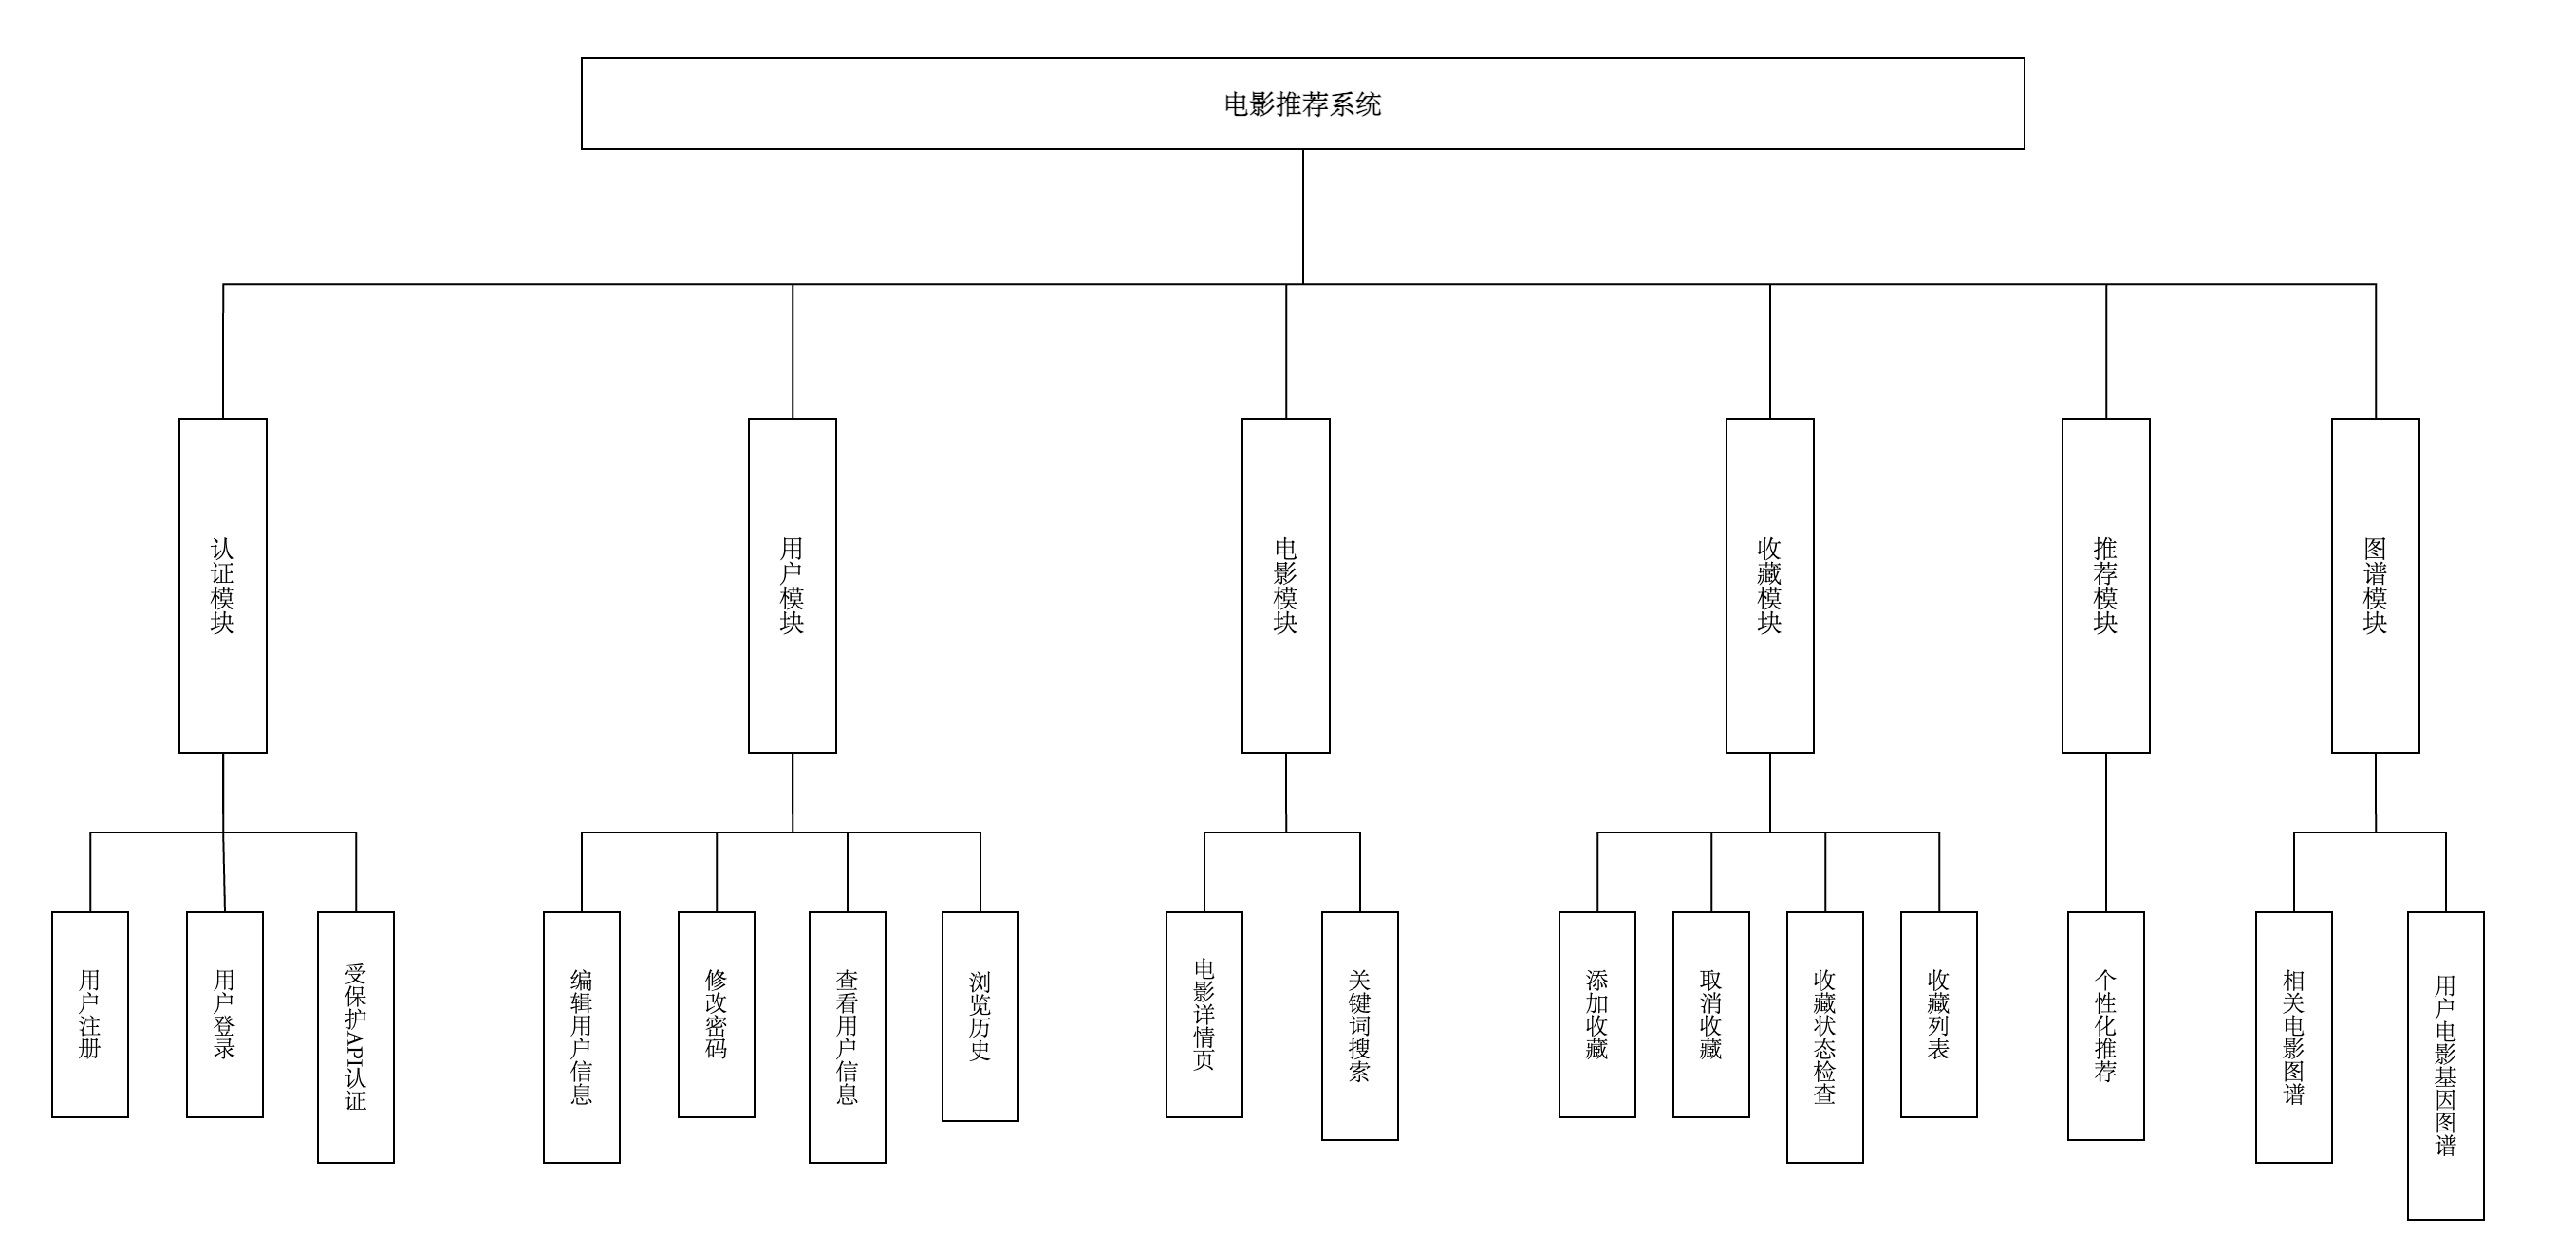 电影推荐系统
认证模块
用户模块
电影模块
收藏模块
推荐模块
图谱模块
用户注册
用户登录
受保护API认证
编辑用户信息
修改密码
查看用户信息
浏览历史
电影详情页
关键词搜索
添加收藏
取消收藏
收藏状态检查
收藏列表
个性化推荐
相关电影图谱
用户电影基因图谱